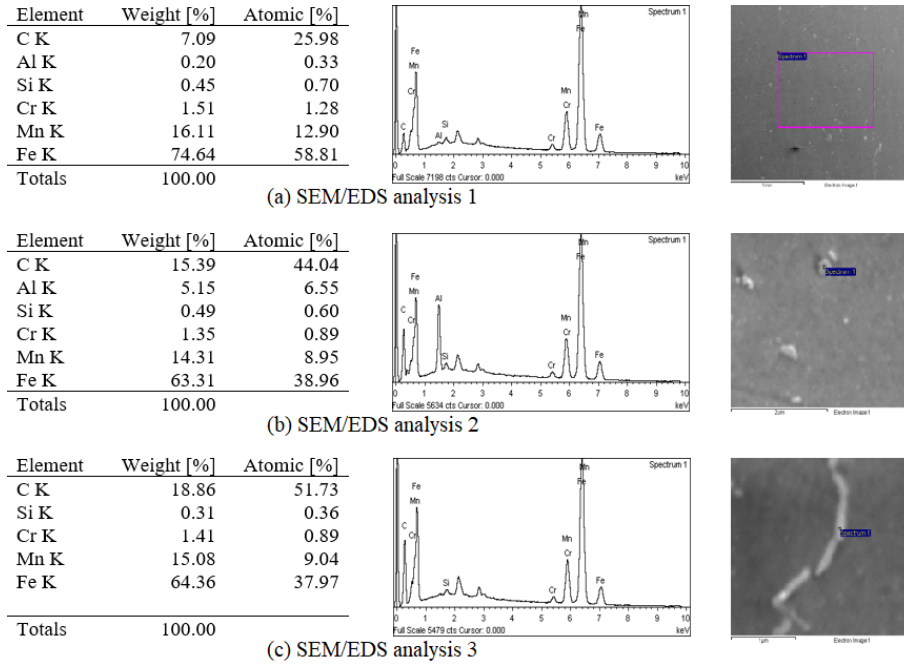 Element Weight [%] Atomic [%]
C K 7.09 25.98
Al K 0.20 0.33
Si K 0.45 0.70
Cr K 1.51 1.28
Mn K 16.11 12.90
Fe K 74.64 58.81
Totals 100.00
Mn
Spectrum 1
Fe
Fe
Mn
Mn
Cr
Cr
C
Al
Si
Cr
Fe
0 1 2 3 4 5 6 7 8 9 10
Full Scale 7198 cts Cursor: 0.000 keV
Spectrum 1
1mm Electron Image 1
(a) SEM/EDS analysis 1
Element Weight [%] Atomic [%]
C K 15.39 44.04
Al K 5.15 6.55
Si K 0.49 0.60
Cr K 1.35 0.89
Mn K 14.31 8.95
Fe K 63.31 38.96
Totals 100.00
Mn
Spectrum 1
Fe
Fe
Mn
Al
Mn
Cr
Cr
C
Si
Cr
Fe
0 1 2 3 4 5 6 7 8 9 10
Full Scale 5634 cts Cursor: 0.000 keV
Spectrum 1
2um Electron Image 1
(b) SEM/EDS analysis 2
Element Weight [%] Atomic [%]
C K 18.86 51.73
Si K 0.31 0.36
Cr K 1.41 0.89
Mn K 15.08 9.04
Fe K 64.36 37.97
Totals 100.00
Mn
Spectrum 1
Fe
Fe
Mn
C
Cr
Mn
Cr
Si
Cr
Fe
0 1 2 3 4 5 6 7 8 9 10
Full Scale 5479 cts Cursor: 0.000 keV
Spectrum 1
1µm Electron Image 1
(c) SEM/EDS analysis 3